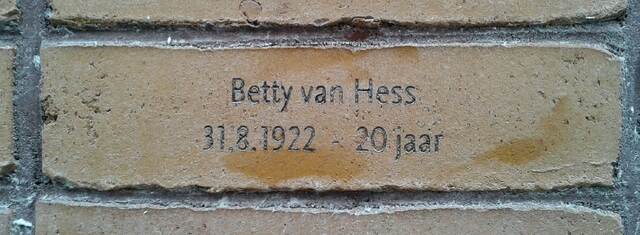 Betty van Hess
31.8.1922 - 20 jaar